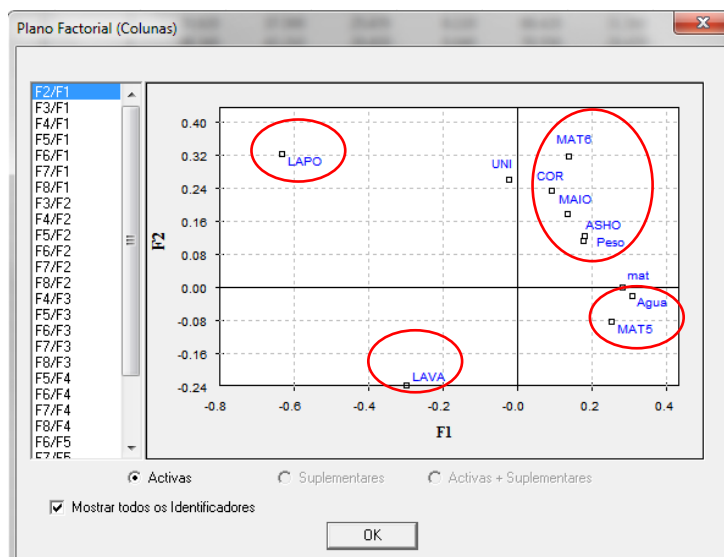 Plano Factorial (Colunas)
F2/F1
F3/F1
F4/F1
F5/F1
F6/F1
F7/F1
F8/F1
F3/F2
F4/F2
F5/F2
F6/F2
F7/F2
F8/F2
F4/F3
F5/F3
F6/F3
F7/F3
F8/F3
F5/F4
F6/F4
F7/F4
F8/F4
F6/F5
F7/F5
F2
0.40
0.32
0.24
0.16
0.08
0.00
-0.08
-0.16
-0.24
LAPO
UNI
MAT6
COR
MAIO
ASHO
Peso
mat
Agua
MAT5
LAVA
-0.8 -0.6 -0.4 -0.2 -0.0 0.2 0.4
F1
Activas Suplementares Activas + Suplementares
Mostrar todos os Identificadores
OK